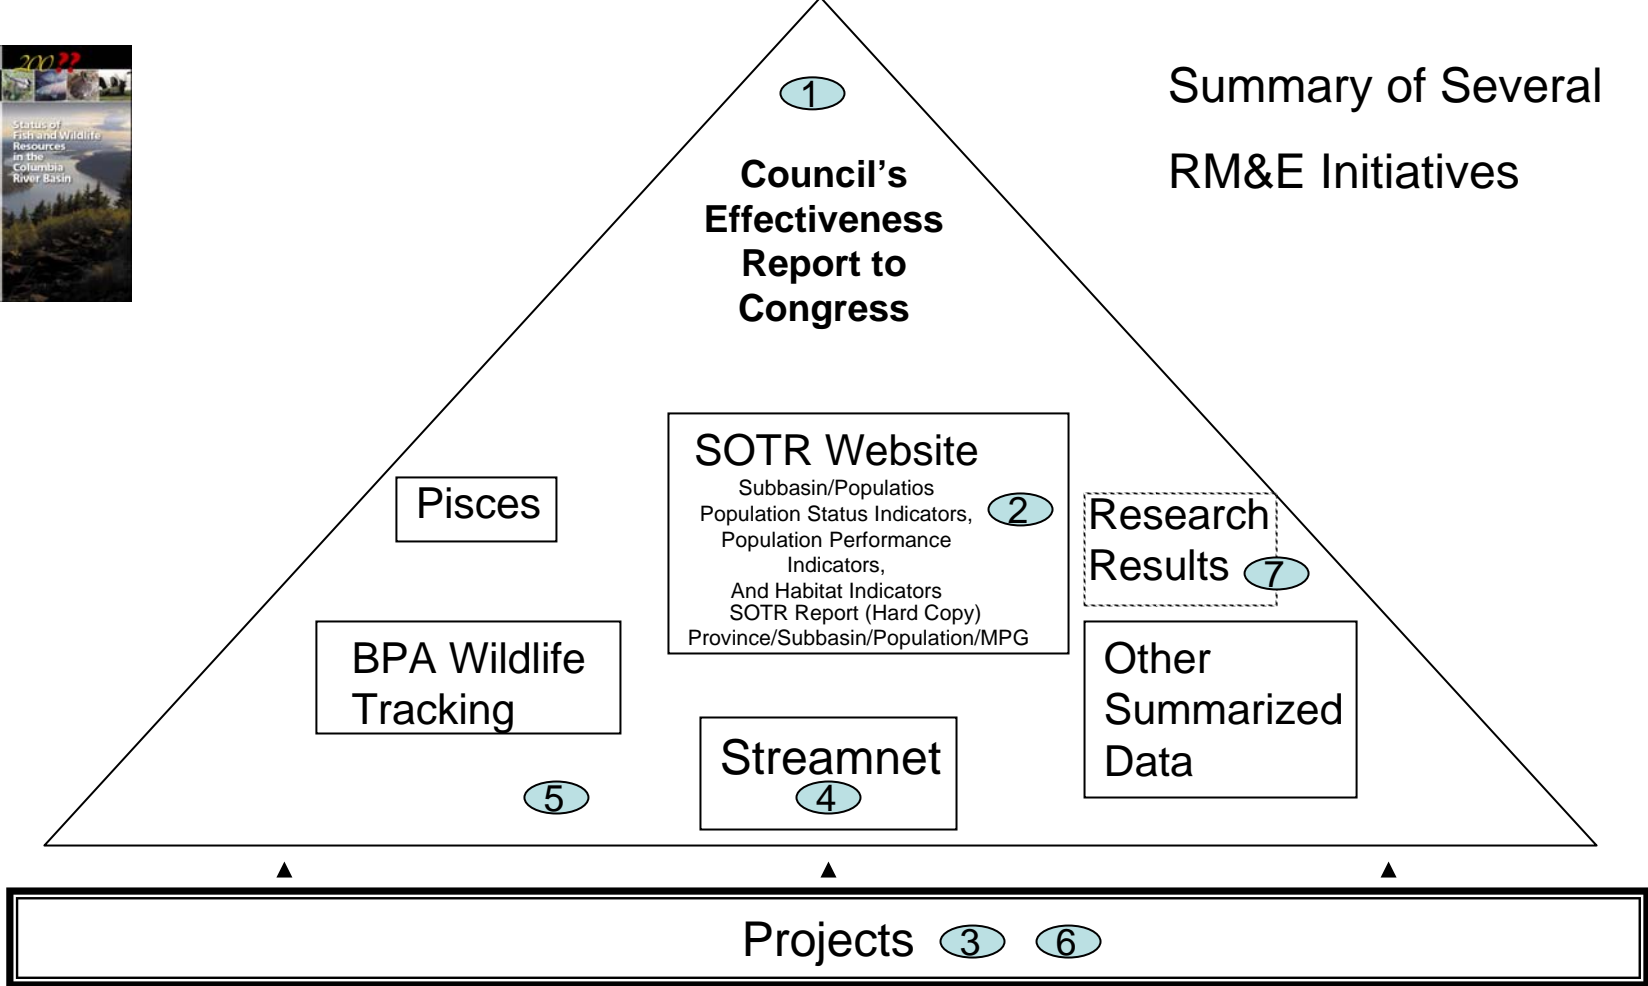 200??
Status of
Fish and Wildlife
Resources
in the
Columbia
River Basin
Summary of Several
RM&E Initiatives
1
Council’s
Effectiveness
Report to
Congress
SOTR Website
Subbasin/Populatios
Population Status Indicators,
2
Population Performance
Indicators,
And Habitat Indicators
SOTR Report (Hard Copy)
Province/Subbasin/Population/MPG
Pisces
Research
Results 7
BPA Wildlife
Tracking
Other
Summarized
Data
Streamnet
4
5
Projects 3 6